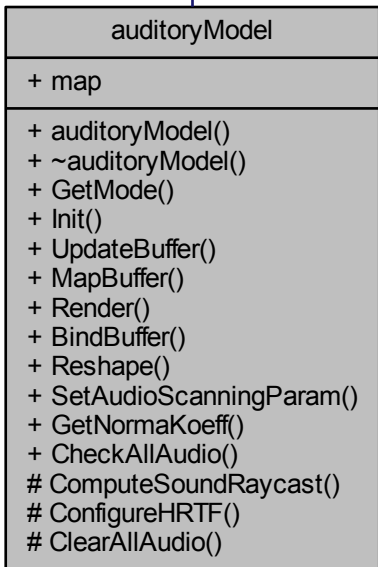 auditoryModel
+ map
+ auditoryModel()
+ ~auditoryModel()
+ GetMode()
+ Init()
+ UpdateBuffer()
+ MapBuffer()
+ Render()
+ BindBuffer()
+ Reshape()
+ SetAudioScanningParam()
+ GetNormaKoeff()
+ CheckAllAudio()
# ComputeSoundRaycast()
# ConfigureHRTF()
# ClearAllAudio()